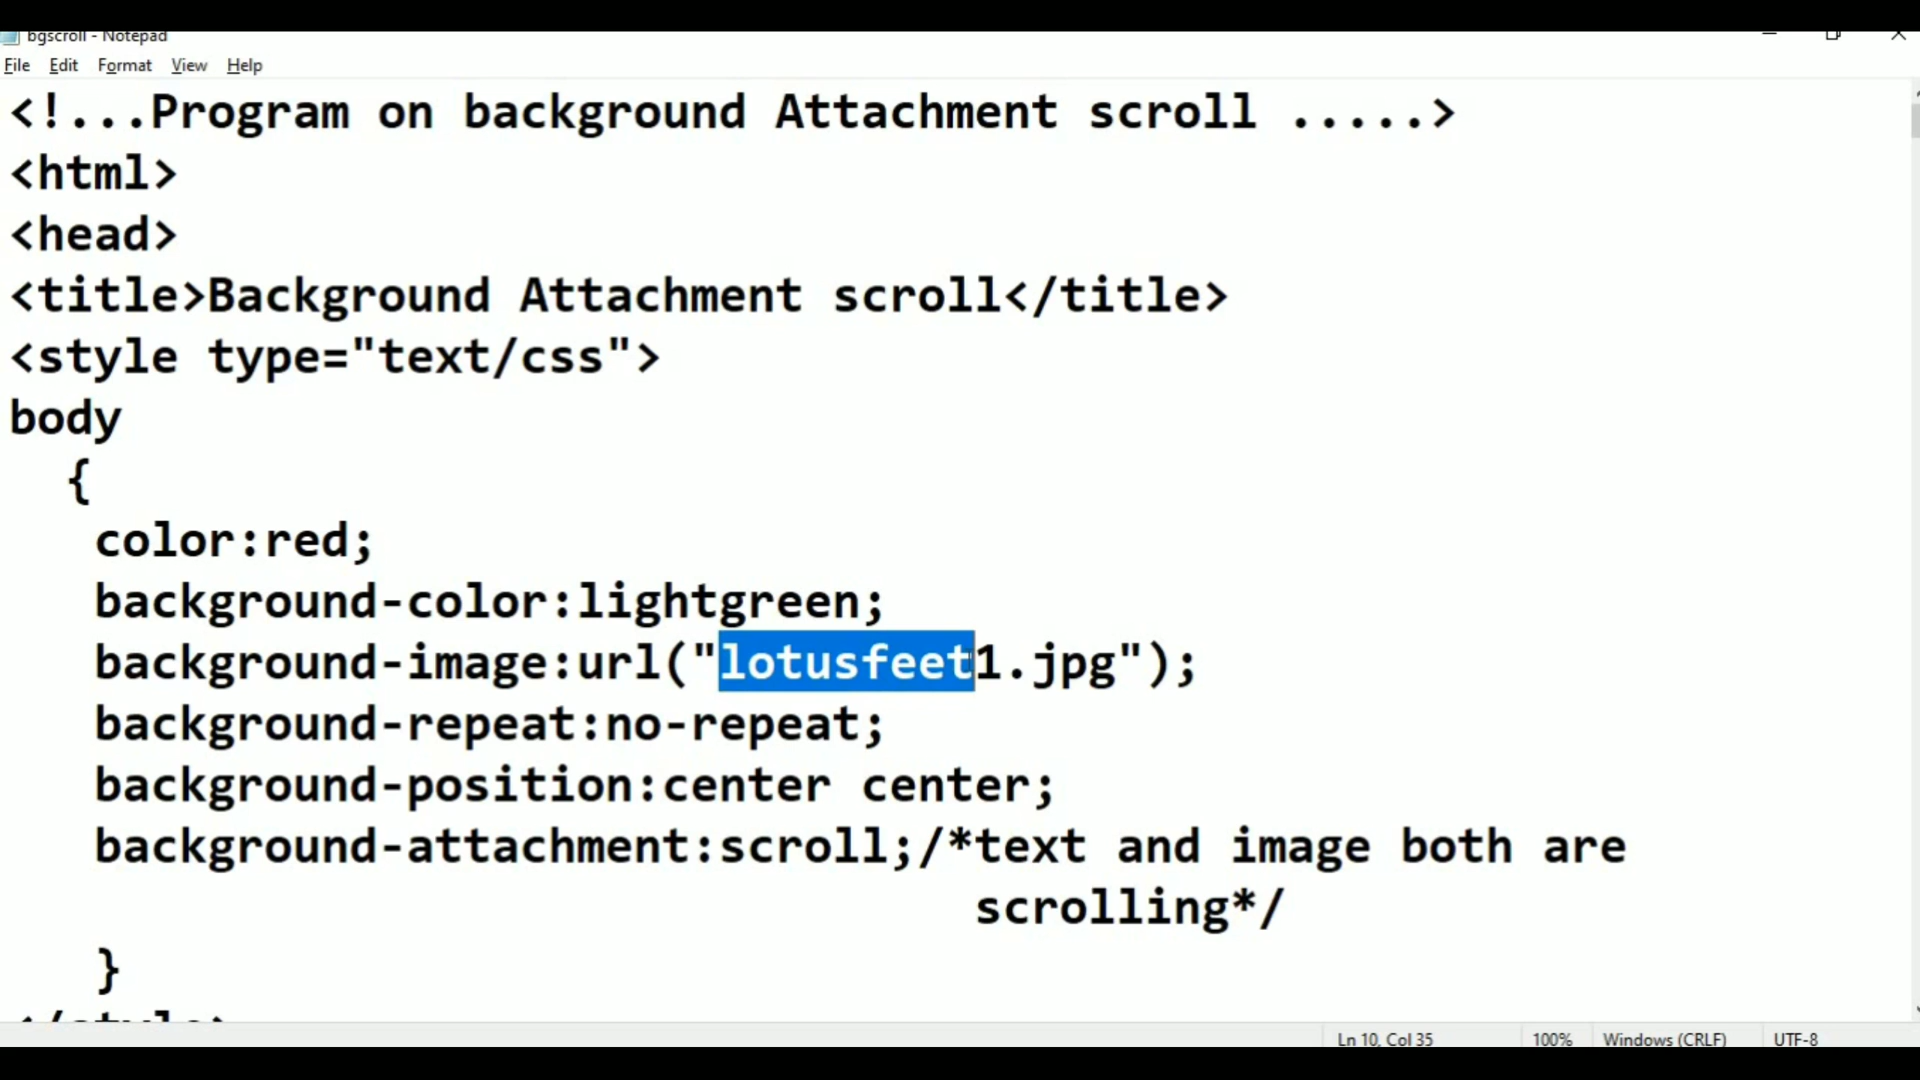 bgscroll - Notepad
File Edit Format View Help
<!...Program on background Attachment scroll .....>
<html>
<head>
<title>Background Attachment scroll</title>
<style type="text/css">
body
{
color:red;
background-color:lightgreen;
background-image:url("lotusfeet1.jpg");
background-repeat:no-repeat;
background-position:center center;
background-attachment:scroll;/*text and image both are
scrolling*/
}
</style>
Ln 10, Col 35 100% Windows (CRLF) UTF-8